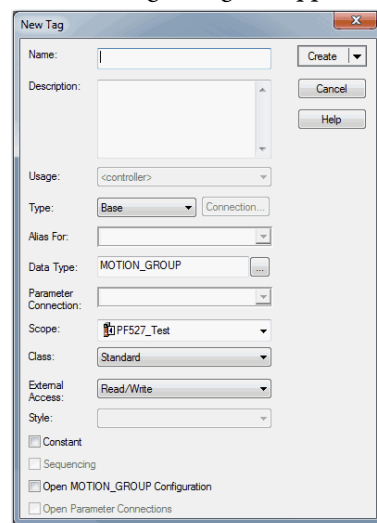 New Tag
Name:
Create
Description:
Cancel
Help
Usage:
<controller>
Type:
Base
Connection...
Alias For:
Data Type:
MOTION_GROUP
...
Parameter
Connection:
Scope:
PF527_Test
Class:
Standard
External
Access:
Read/Write
Style:
Constant
Sequencing
Open MOTION_GROUP Configuration
Open Parameter Connections